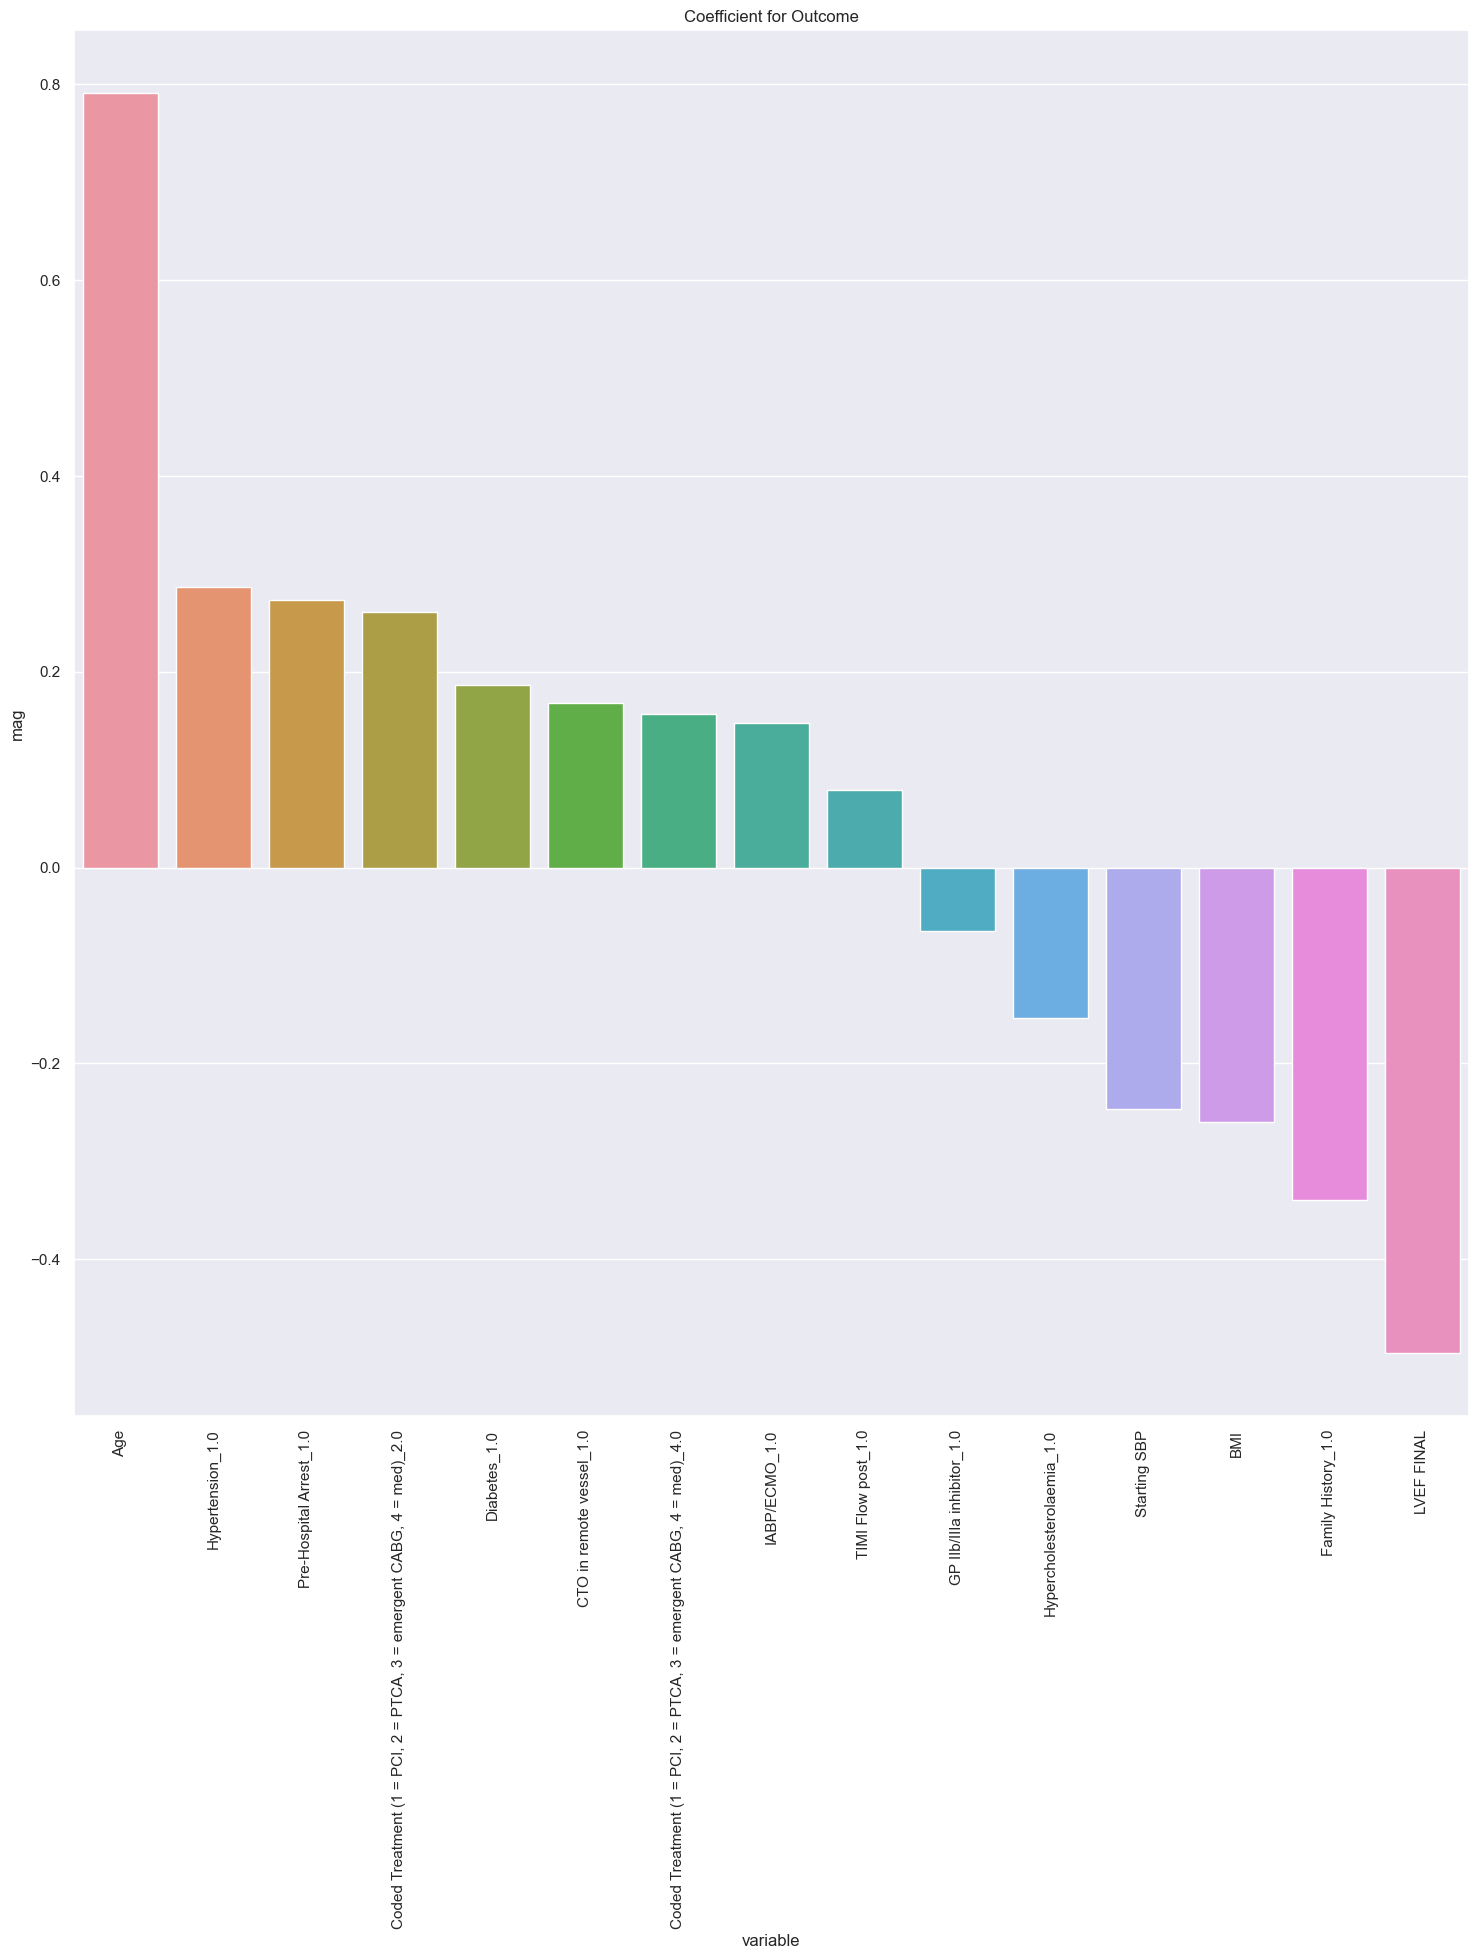 Coefficient for Outcome
mag
0.8
0.6
0.4
0.2
0.0
−0.2
−0.4
Age
Hypertension_1.0
Pre-Hospital Arrest_1.0
Coded Treatment (1 = PCI, 2 = PTCA, 3 = emergent CABG, 4 = med)_2.0
Diabetes_1.0
CTO in remote vessel_1.0
Coded Treatment (1 = PCI, 2 = PTCA, 3 = emergent CABG, 4 = med)_4.0
IABP/ECMO_1.0
TIMI Flow post_1.0
GP IIb/IIIa inhibitor_1.0
Hypercholesterolaemia_1.0
Starting SBP
BMI
Family History_1.0
LVEF FINAL
variable